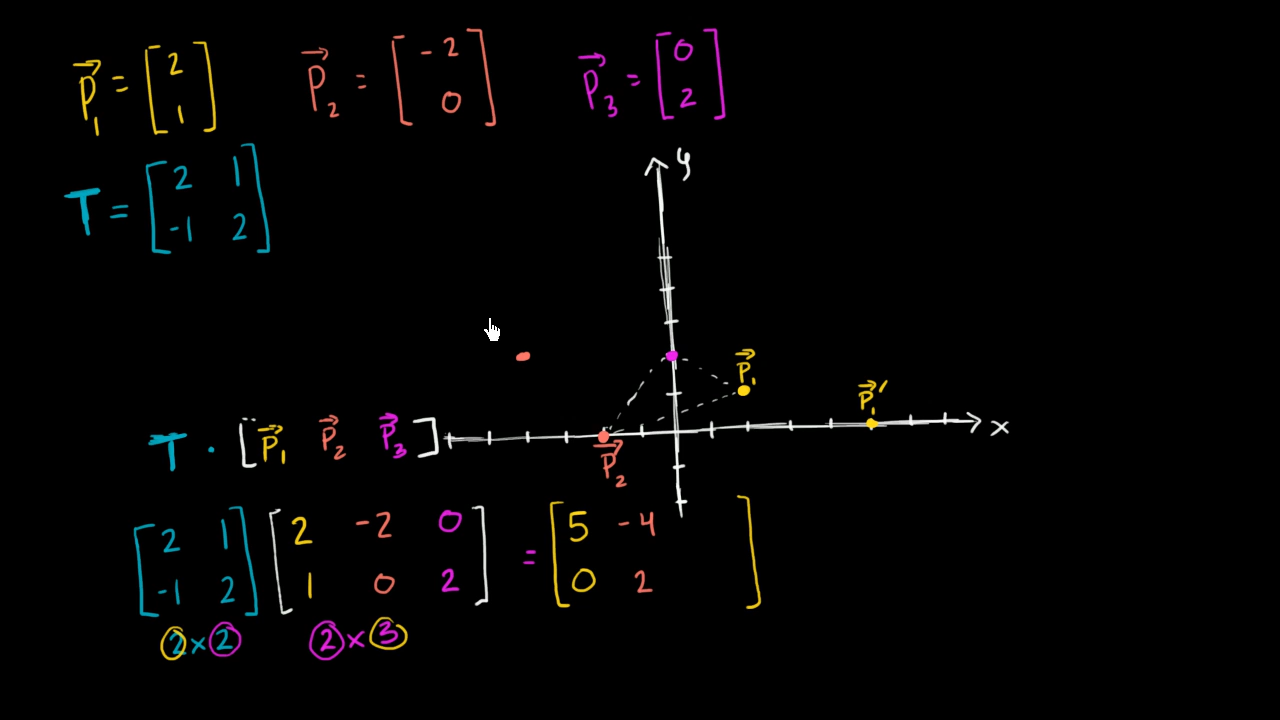 P⃗₁ = [2 1] P⃗₂ = [-2 0] P⃗₃ = [0 2]
T = [2 1 -1 2]
y
P⃗₁
P⃗₁′
x
T · [P⃗₁ P⃗₂ P⃗₃]
P⃗₂
[2 1 [2 -2 0 = [5 -4
-1 2] 1 0 2] 0 2]
2×2 2×3